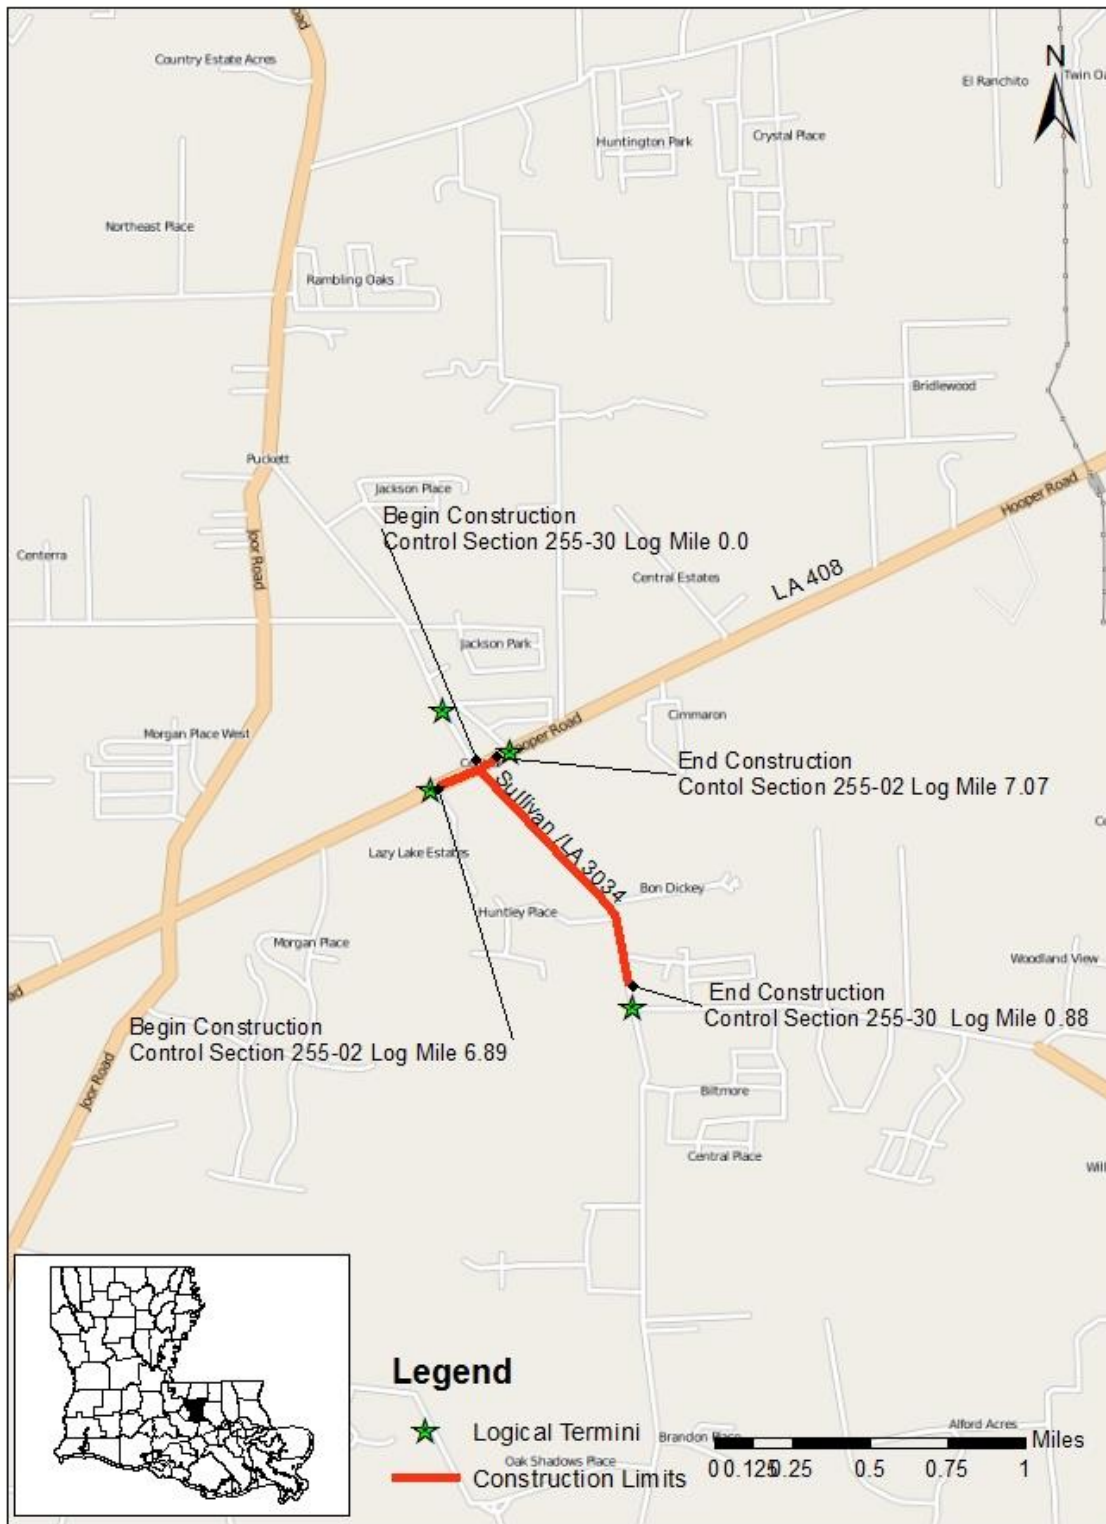 N
Country Estate Acres
El Ranchito
Twin Oa
Huntington Park
Crystal Place
Northeast Place
Rambling Oaks
Bridlewood
Puckett
Jackson Place
Hooper Road
Begin Construction
Control Section 255-30 Log Mile 0.0
Centerra
Joor Road
Central Estates
LA 408
Jackson Park
Cimmaron
Morgan Place West
Hooper Road
End Construction
Contol Section 255-02 Log Mile 7.07
Sullivan /LA 3034
Lazy Lake Estates
Bon Dickey
Huntley Place
Morgan Place
Woodland View
End Construction
Control Section 255-30 Log Mile 0.88
Begin Construction
Control Section 255-02 Log Mile 6.89
Joor Road
Biltmore
Central Place
Legend
Logical Termini
Construction Limits
Alford Acres
Oak Shadows Place
Miles
0 0.125 0.25 0.5 0.75 1